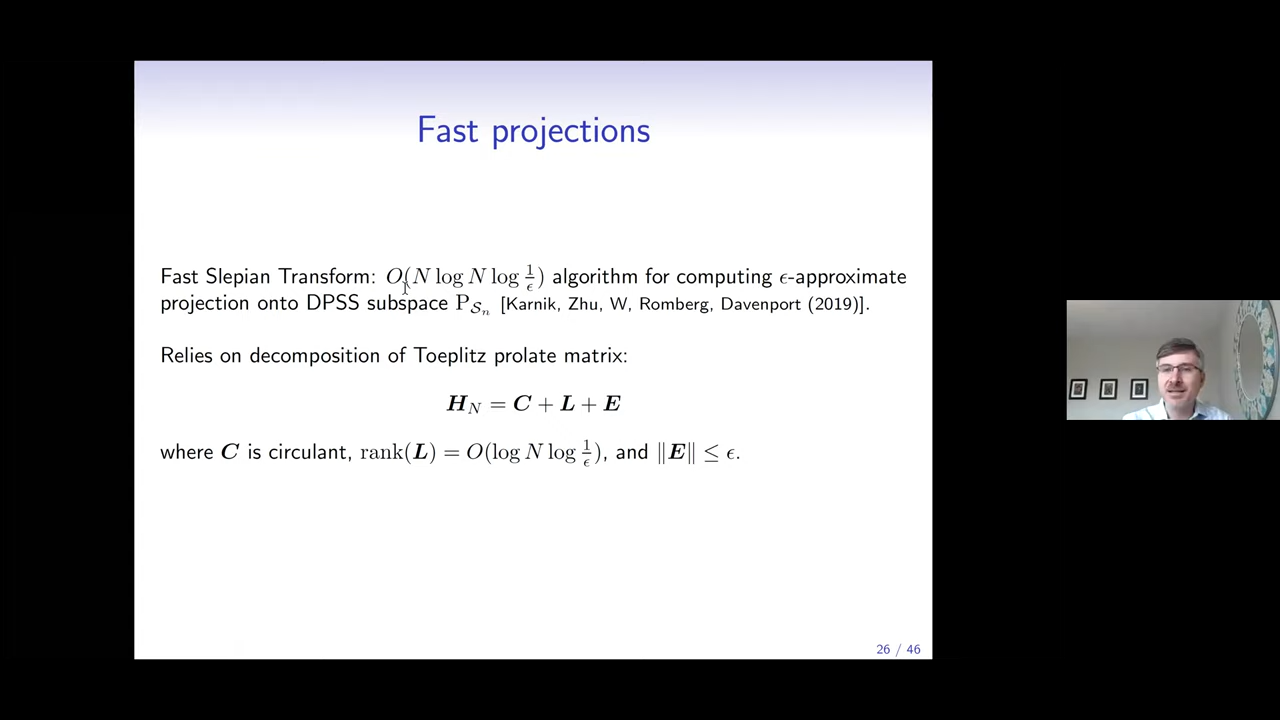 Fast projections
Fast Slepian Transform: O(N log N log 1/ϵ) algorithm for computing ϵ-approximate
projection onto DPSS subspace P_{𝒮_n} [Karnik, Zhu, W, Romberg, Davenport (2019)].
Relies on decomposition of Toeplitz prolate matrix:
H_N = C + L + E
where C is circulant, rank(L) = O(log N log 1/ϵ), and ‖E‖ ≤ ϵ.
26 / 46